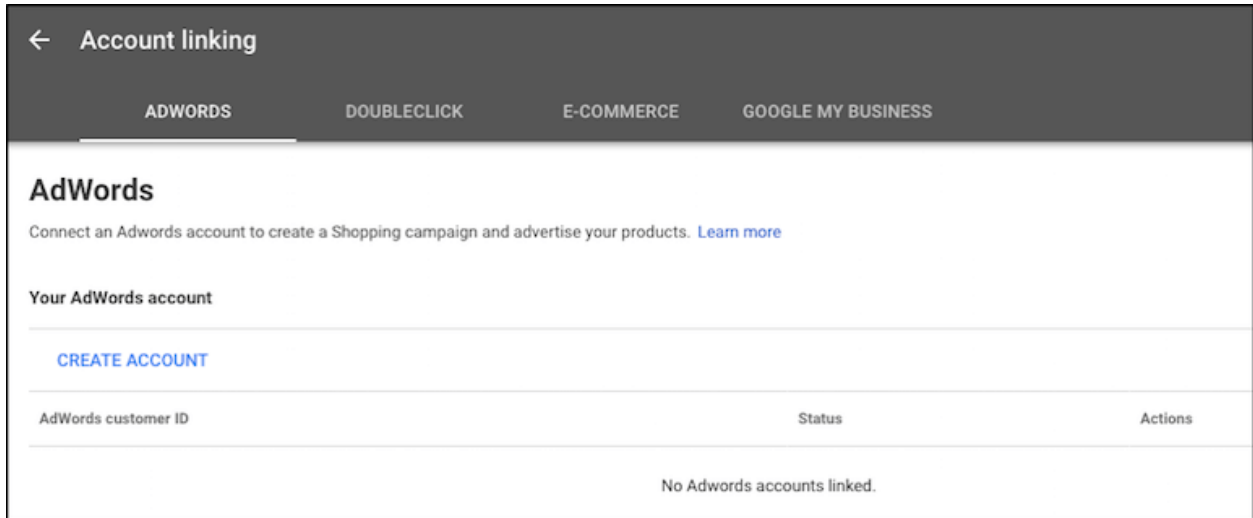 Account linking
ADWORDS DOUBLECLICK E-COMMERCE GOOGLE MY BUSINESS
AdWords
Connect an Adwords account to create a Shopping campaign and advertise your products. Learn more
Your AdWords account
CREATE ACCOUNT
AdWords customer ID Status Actions
No Adwords accounts linked.